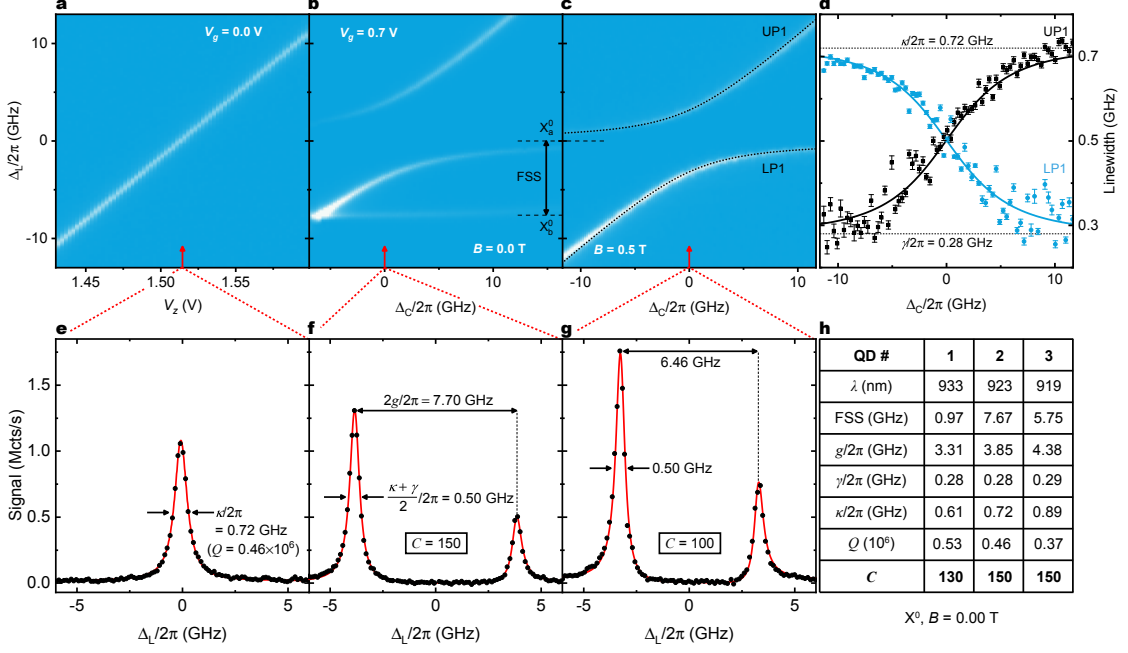 a
V_g = 0.0 V
Δ_L/2π (GHz)
10
0
-10
1.45
1.50
1.55
V_z (V)
b
V_g = 0.7 V
X_a^0
FSS
X_b^0
B = 0.0 T
0
10
Δ_C/2π (GHz)
c
UP1
LP1
B = 0.5 T
0
10
Δ_C/2π (GHz)
d
κ/2π = 0.72 GHz
UP1
0.7
0.5
LP1
0.3
γ/2π = 0.28 GHz
Linewidth (GHz)
-10
0
10
Δ_C/2π (GHz)
e
Signal (Mcts/s)
1.5
1.0
0.5
0.0
κ/2π
= 0.72 GHz
(Q = 0.46×10^6)
-5
0
5
Δ_L/2π (GHz)
f
2g/2π = 7.70 GHz
(κ + γ)/2 /2π = 0.50 GHz
C = 150
-5
0
5
Δ_L/2π (GHz)
g
6.46 GHz
0.50 GHz
C = 100
-5
0
5
Δ_L/2π (GHz)
h
QD # 1 2 3
λ (nm) 933 923 919
FSS (GHz) 0.97 7.67 5.75
g/2π (GHz) 3.31 3.85 4.38
γ/2π (GHz) 0.28 0.28 0.29
κ/2π (GHz) 0.61 0.72 0.89
Q (10^6) 0.53 0.46 0.37
C 130 150 150
X^0, B = 0.00 T